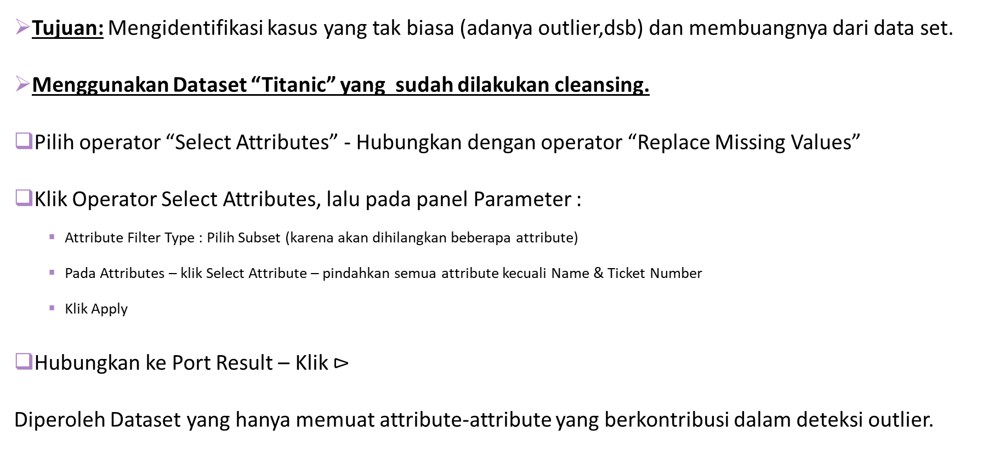 Tujuan: Mengidentifikasi kasus yang tak biasa (adanya outlier,dsb) dan membuangnya dari data set.
Menggunakan Dataset “Titanic” yang sudah dilakukan cleansing.
Pilih operator “Select Attributes” - Hubungkan dengan operator “Replace Missing Values”
Klik Operator Select Attributes, lalu pada panel Parameter :
Attribute Filter Type : Pilih Subset (karena akan dihilangkan beberapa attribute)
Pada Attributes – klik Select Attribute – pindahkan semua attribute kecuali Name & Ticket Number
Klik Apply
Hubungkan ke Port Result – Klik ▻
Diperoleh Dataset yang hanya memuat attribute-attribute yang berkontribusi dalam deteksi outlier.